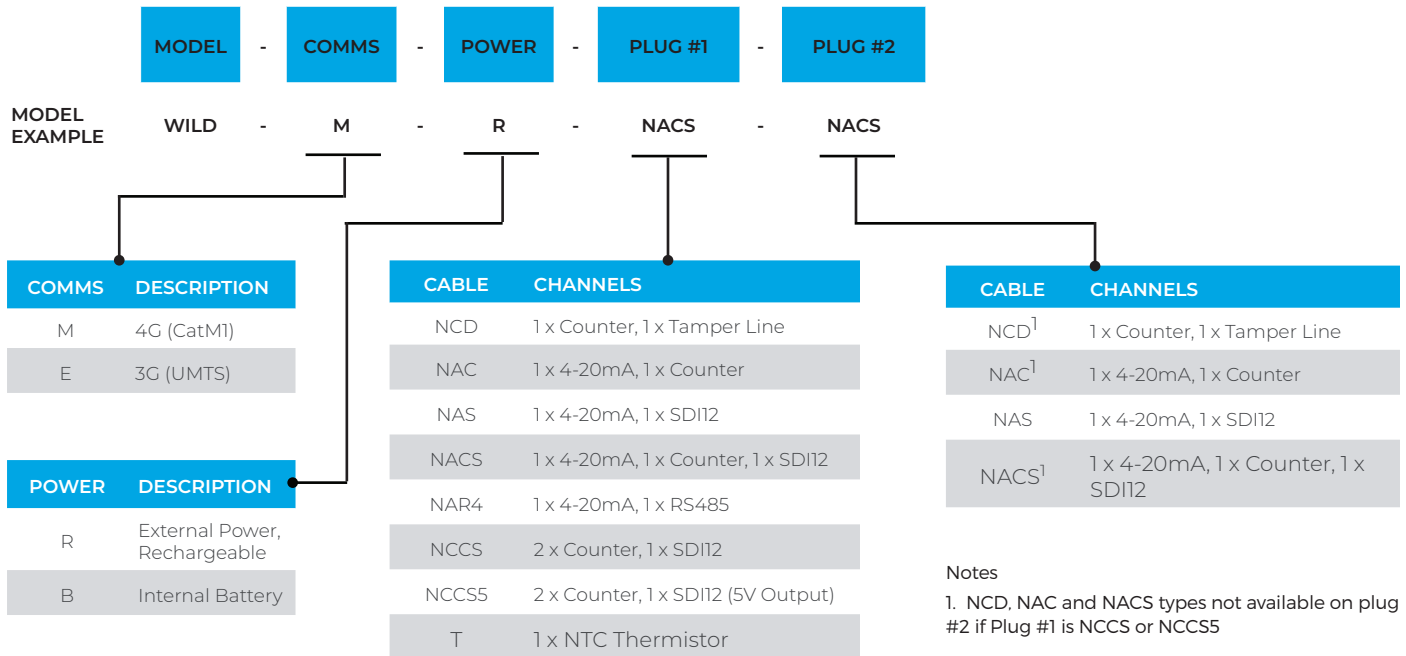 MODEL - COMMS - POWER - PLUG #1 - PLUG #2
MODEL
EXAMPLE
WILD - M - R - NACS - NACS
COMMS DESCRIPTION
M 4G (CatM1)
E 3G (UMTS)
POWER DESCRIPTION
R External Power,
Rechargeable
B Internal Battery
CABLE CHANNELS
NCD 1 x Counter, 1 x Tamper Line
NAC 1 x 4-20mA, 1 x Counter
NAS 1 x 4-20mA, 1 x SDI12
NACS 1 x 4-20mA, 1 x Counter, 1 x SDI12
NAR4 1 x 4-20mA, 1 x RS485
NCCS 2 x Counter, 1 x SDI12
NCCS5 2 x Counter, 1 x SDI12 (5V Output)
T 1 x NTC Thermistor
CABLE CHANNELS
NCD1 1 x Counter, 1 x Tamper Line
NAC1 1 x 4-20mA, 1 x Counter
NAS 1 x 4-20mA, 1 x SDI12
NACS1 1 x 4-20mA, 1 x Counter, 1 x
SDI12
Notes
1. NCD, NAC and NACS types not available on plug
#2 if Plug #1 is NCCS or NCCS5